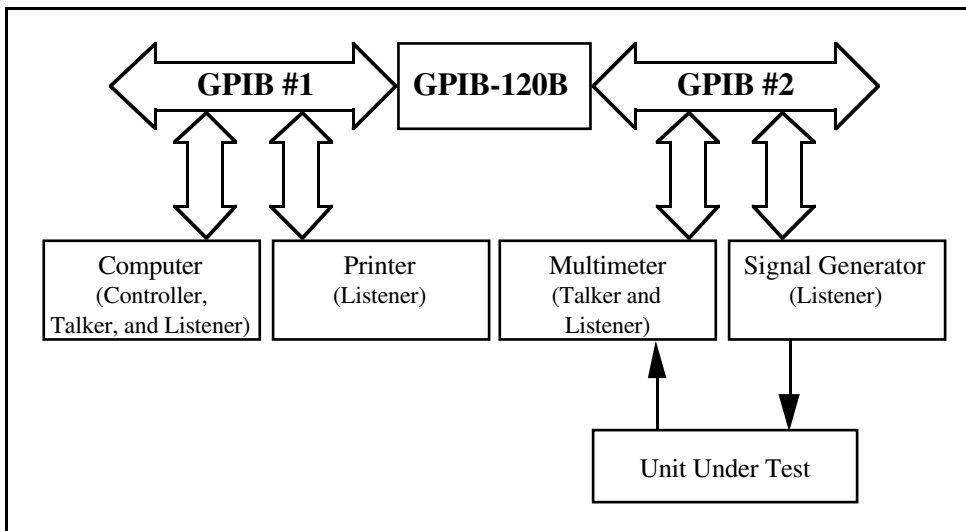 GPIB #1
GPIB-120B
GPIB #2
Computer
(Controller,
Talker, and Listener)
Printer
(Listener)
Multimeter
(Talker and
Listener)
Signal Generator
(Listener)
Unit Under Test